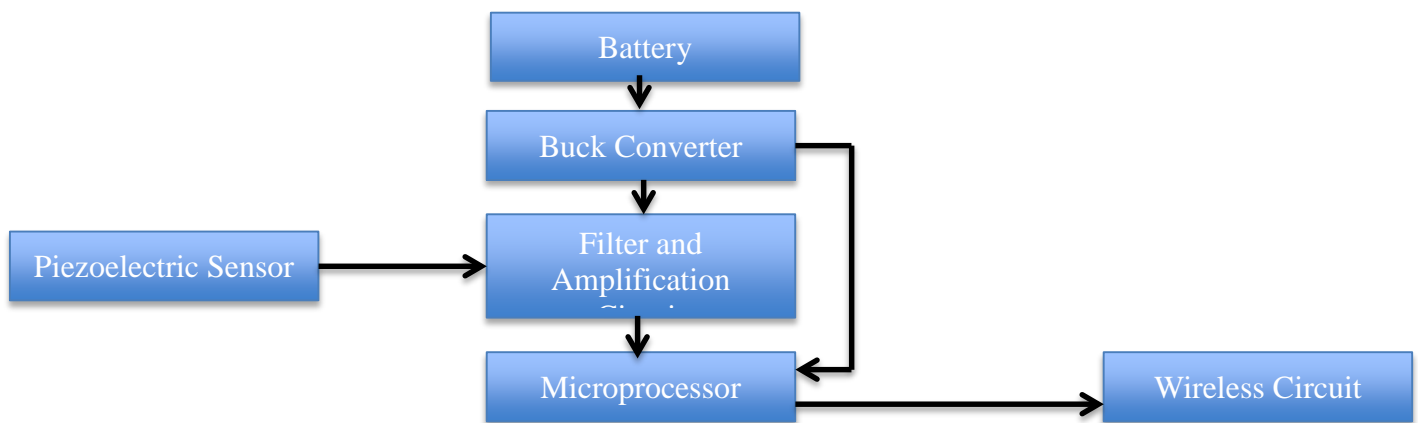 Battery
Buck Converter
Filter and
Amplification
Piezoelectric Sensor
Microprocessor
Wireless Circuit